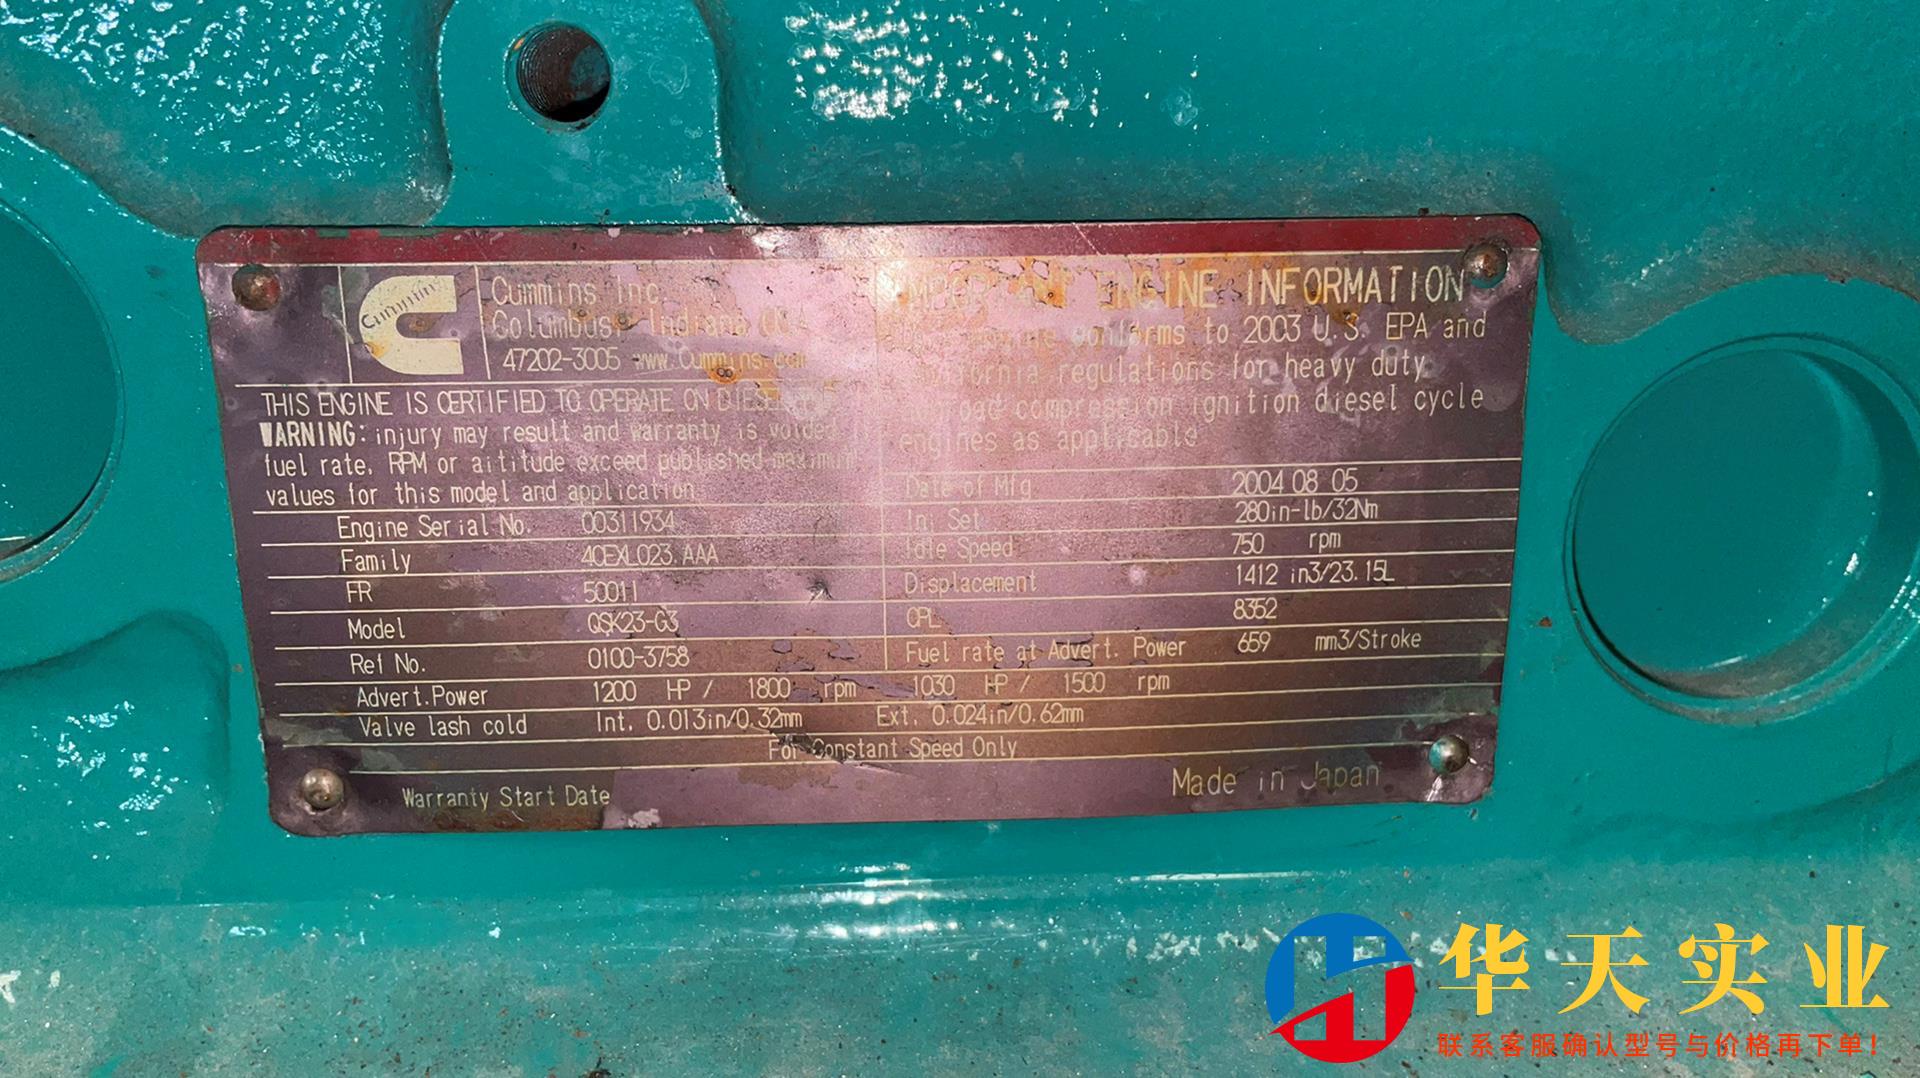 Cummins
Cummins Inc.
Columbus, Indiana
47202-3005 www.Cummins.com
THIS ENGINE IS CERTIFIED TO OPERATE ON DIESEL
WARNING: injury may result and warranty is voided
fuel rate, RPM or aititude exceed published maximum
values for this model and application
Engine Serial No. 00311934
Family 4CEXL023.AAA
FR 50011
Model QSK23-G3
Ref No. 0100-3758
Advert.Power 1200 HP / 1800 rpm 1030 HP / 1500 rpm
Valve lash cold Int. 0.013in/0.32mm Ext. 0.024in/0.62mm
For Constant Speed Only
Warranty Start Date
Made in Japan
IMPORTANT ENGINE INFORMATION
engine conforms to 2003 U.S. EPA and
California regulations for heavy duty
road compression ignition diesel cycle
engines as applicable
Date of Mfg 2004 08 05
Inj Set 280in-lb/32Nm
Idle Speed 750 rpm
Displacement 1412 in3/23.15L
CPL 8352
Fuel rate at Advert. Power 659 mm3/Stroke
华天实业
联系客服确认型号与价格再下单!